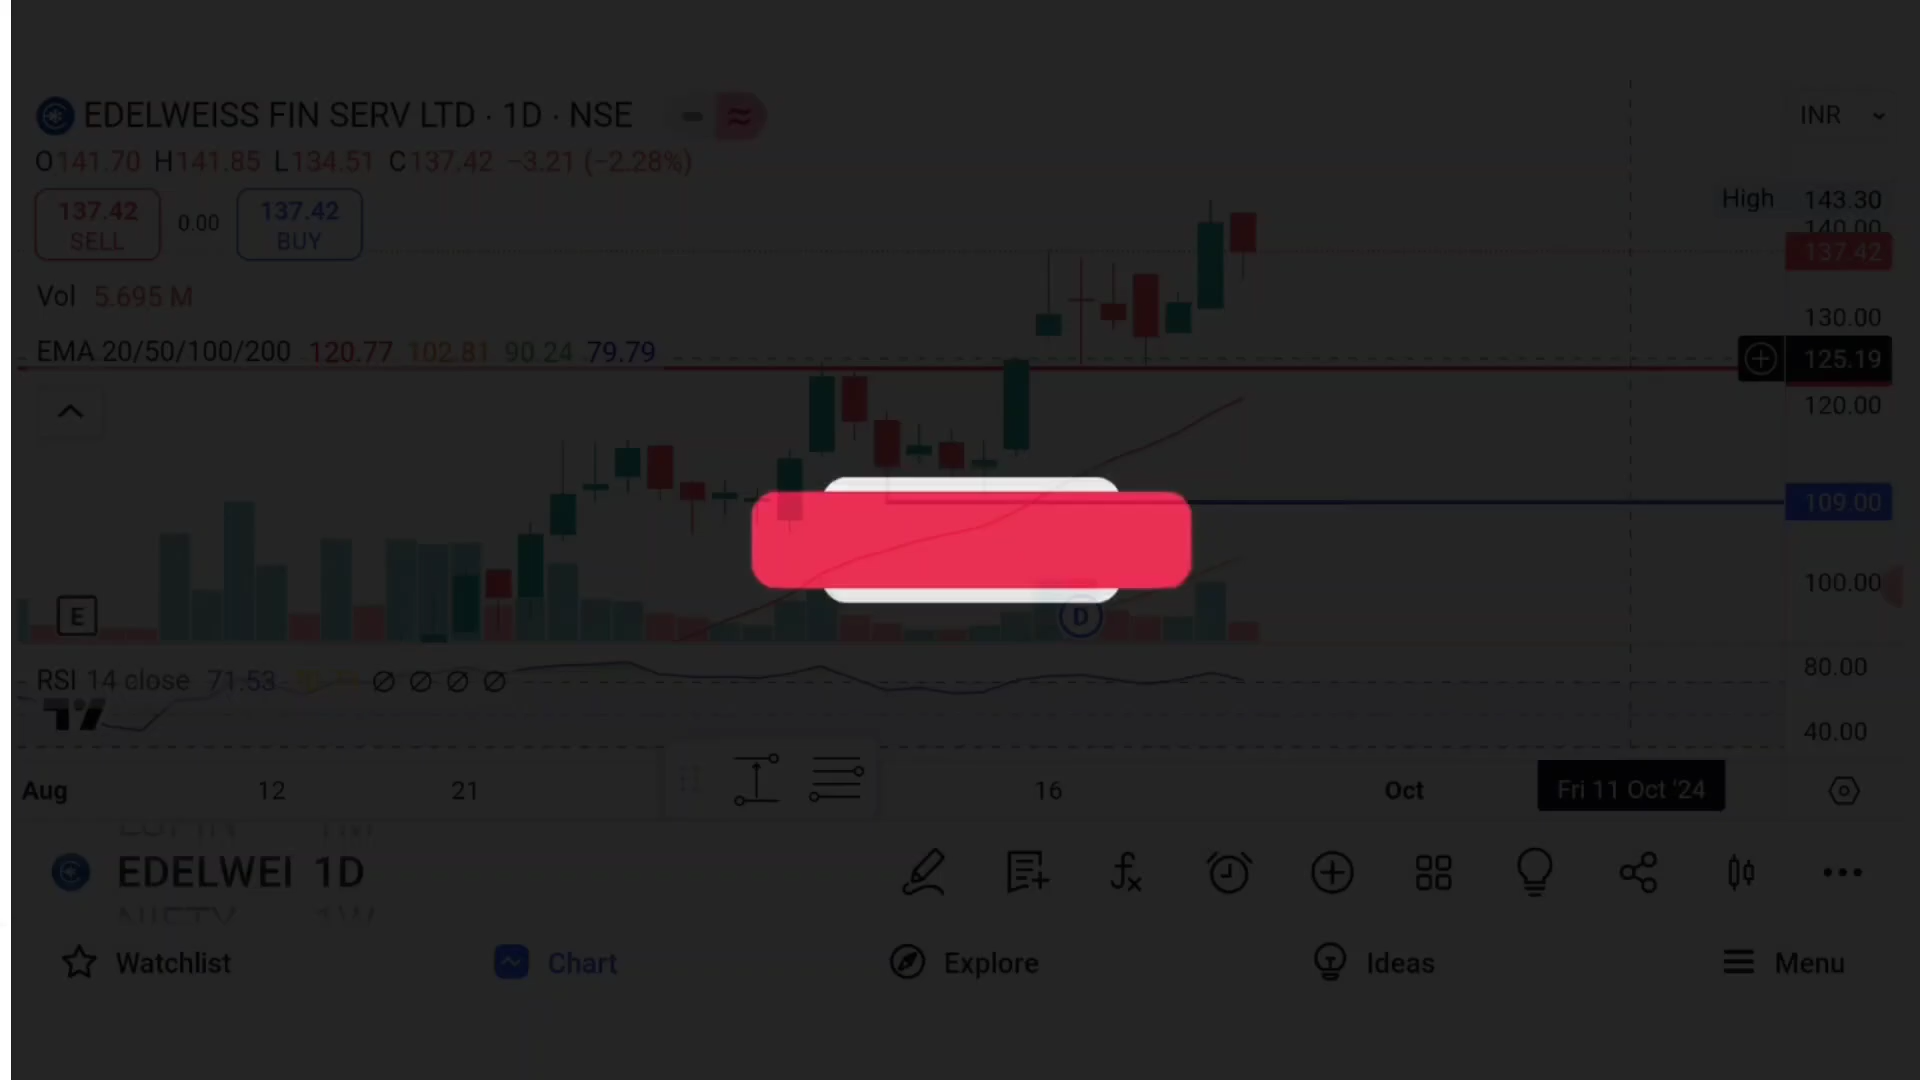 EDELWEISS FIN SERV LTD · 1D · NSE
INR
O141.70 H141.85 L134.51 C137.42 −3.21 (−2.28%)
137.42
SELL
0.00
137.42
BUY
High 143.30
140.00
137.42
Vol 5.695 M
130.00
EMA 20/50/100/200 120.77 102.81 90 24 79.79
125.19
120.00
109.00
100.00
E
D
RSI 14 close 71.53
80.00
40.00
Aug 12 21 16 Oct Fri 11 Oct '24
EDELWEI 1D
NIFTY 1W
Watchlist
Chart
Explore
Ideas
Menu